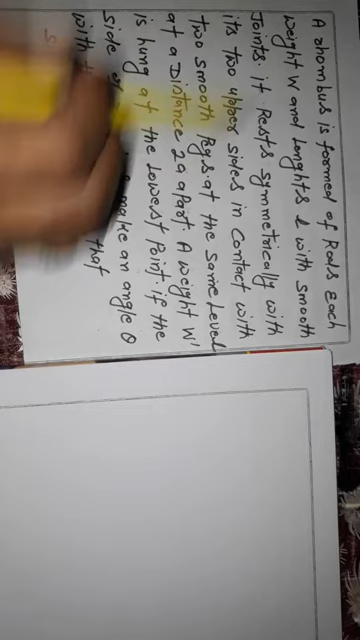 A rhombus is formed of Rods each
weight W and lenghts l with smooth
Joints. it Rests symmetrically with
its two upper sides in Contact with
two smooth Pegs at the same Level
at a Distance 2a apart. A weight W'
is hung at the Lowest Point. if the
side of make an angle θ
with that